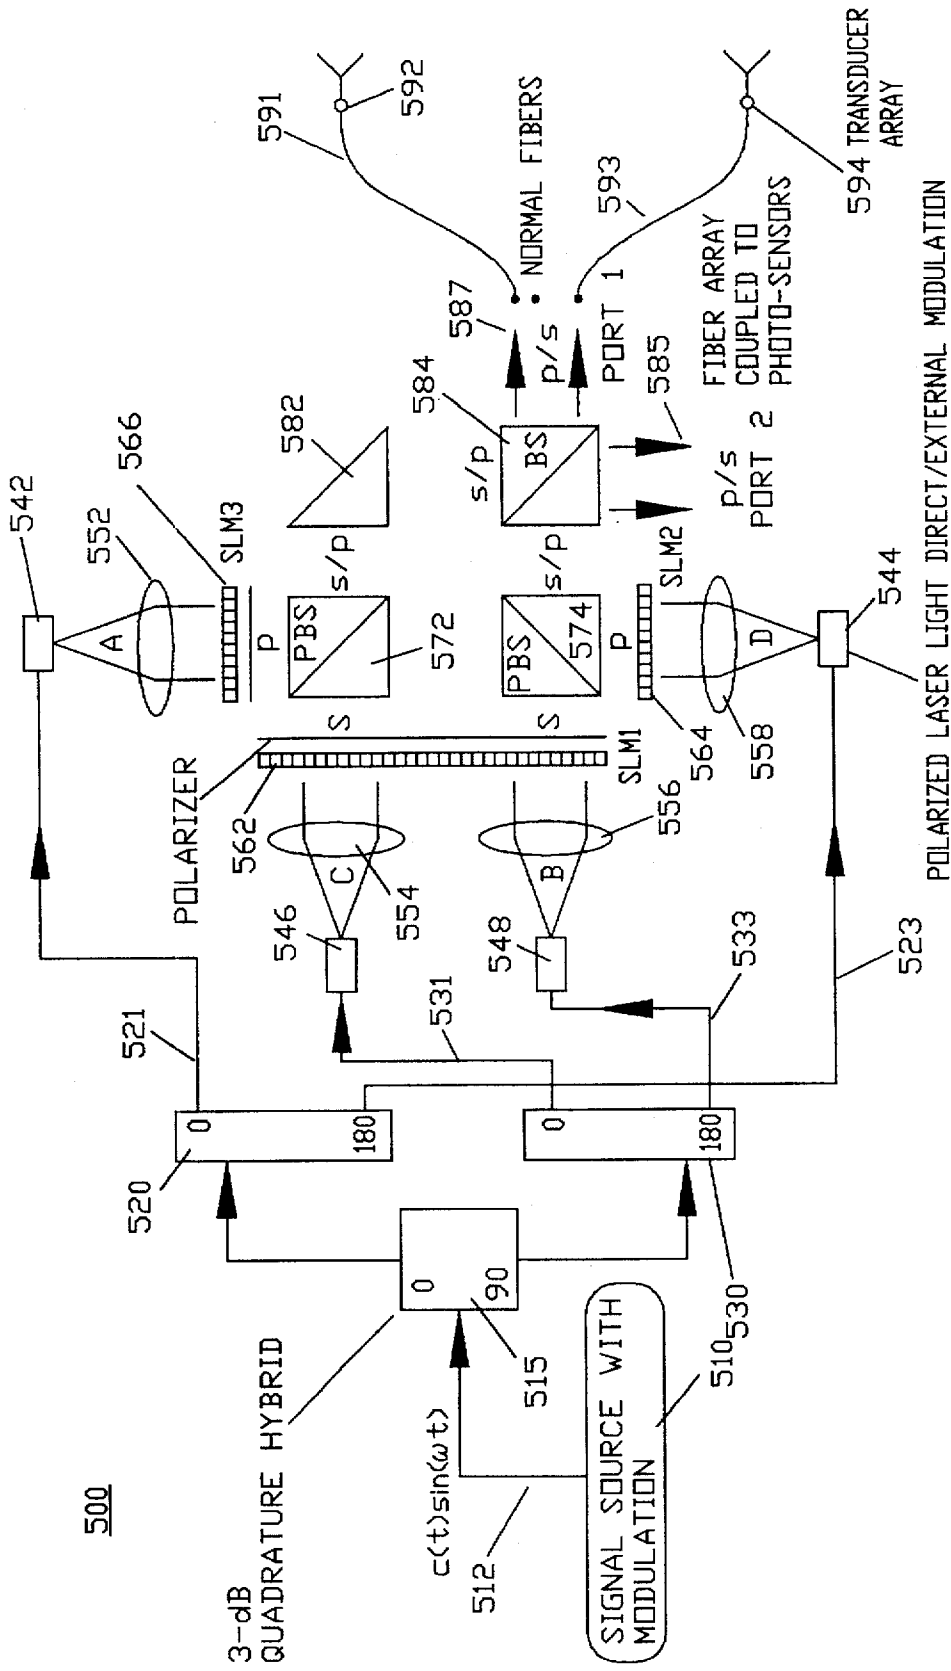 500
3-dB
QUADRATURE HYBRID
c(t)sin(ωt)
512
SIGNAL SOURCE WITH
MODULATION
510
515
0
90
530
520
0
180
0
180
521
531
533
523
POLARIZER
562
546
C
554
548
B
556
SLM1
S
S
542
A
552
566
SLM3
P
PBS
572
s/p
582
PBS
574
s/p
P
SLM2
564
D
558
544
POLARIZED LASER LIGHT DIRECT/EXTERNAL MODULATION
s/p
BS
584
587
p/s
PORT 1
p/s
PORT 2
585
FIBER ARRAY
COUPLED TO
PHOTO-SENSORS
NORMAL FIBERS
591
592
593
594 TRANSDUCER
ARRAY